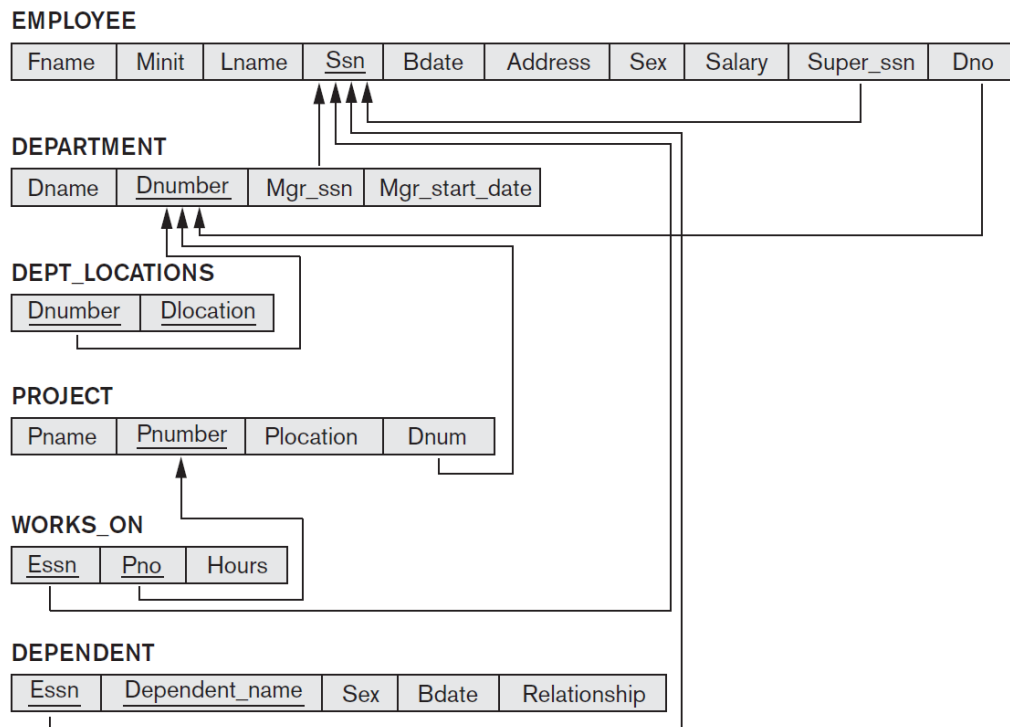 EMPLOYEE
Fname Minit Lname Ssn Bdate Address Sex Salary Super_ssn Dno
DEPARTMENT
Dname Dnumber Mgr_ssn Mgr_start_date
DEPT_LOCATIONS
Dnumber Dlocation
PROJECT
Pname Pnumber Plocation Dnum
WORKS_ON
Essn Pno Hours
DEPENDENT
Essn Dependent_name Sex Bdate Relationship